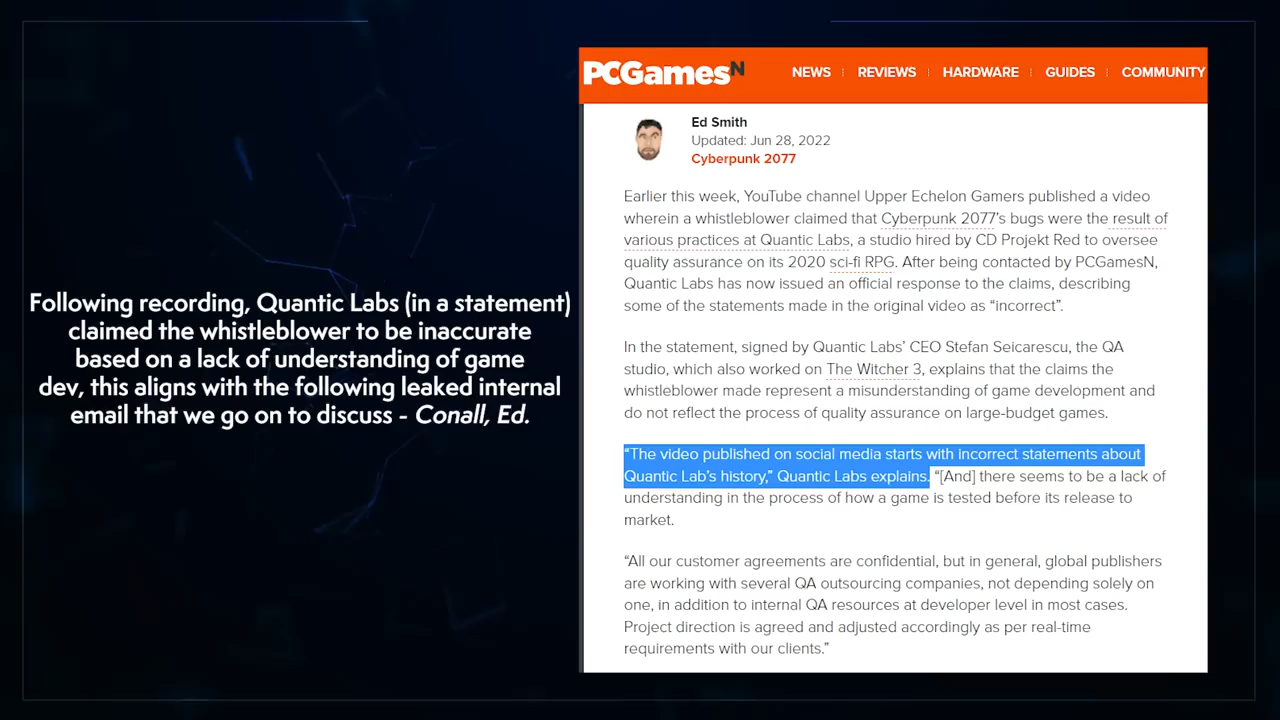 Following recording, Quantic Labs (in a statement)
claimed the whistleblower to be inaccurate
based on a lack of understanding of game
dev, this aligns with the following leaked internal
email that we go on to discuss - Conall, Ed.
PCGamesN
NEWS
REVIEWS
HARDWARE
GUIDES
COMMUNITY
Ed Smith
Updated: Jun 28, 2022
Cyberpunk 2077
Earlier this week, YouTube channel Upper Echelon Gamers published a video
wherein a whistleblower claimed that Cyberpunk 2077's bugs were the result of
various practices at Quantic Labs, a studio hired by CD Projekt Red to oversee
quality assurance on its 2020 sci-fi RPG. After being contacted by PCGamesN,
Quantic Labs has now issued an official response to the claims, describing
some of the statements made in the original video as “incorrect”.
In the statement, signed by Quantic Labs’ CEO Stefan Seicarescu, the QA
studio, which also worked on The Witcher 3, explains that the claims the
whistleblower made represent a misunderstanding of game development and
do not reflect the process of quality assurance on large-budget games.
“The video published on social media starts with incorrect statements about
Quantic Lab’s history,” Quantic Labs explains. “[And] there seems to be a lack of
understanding in the process of how a game is tested before its release to
market.
“All our customer agreements are confidential, but in general, global publishers
are working with several QA outsourcing companies, not depending solely on
one, in addition to internal QA resources at developer level in most cases.
Project direction is agreed and adjusted accordingly as per real-time
requirements with our clients.”